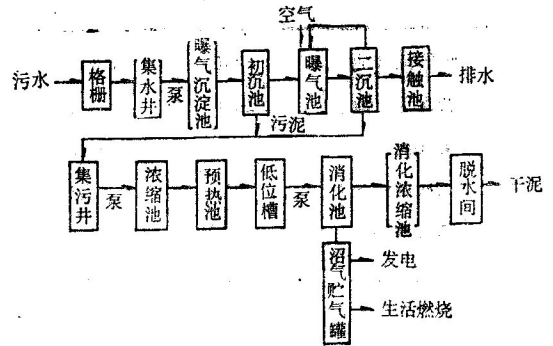 空气
污水
格栅
集水井
泵
曝气沉淀池
初沉池
曝气池
二沉池
接触池
排水
污泥
集污井
泵
浓缩池
预热池
低位槽
泵
消化池
消化浓缩池
脱水间
干泥
沼气贮气罐
发电
生活燃烧